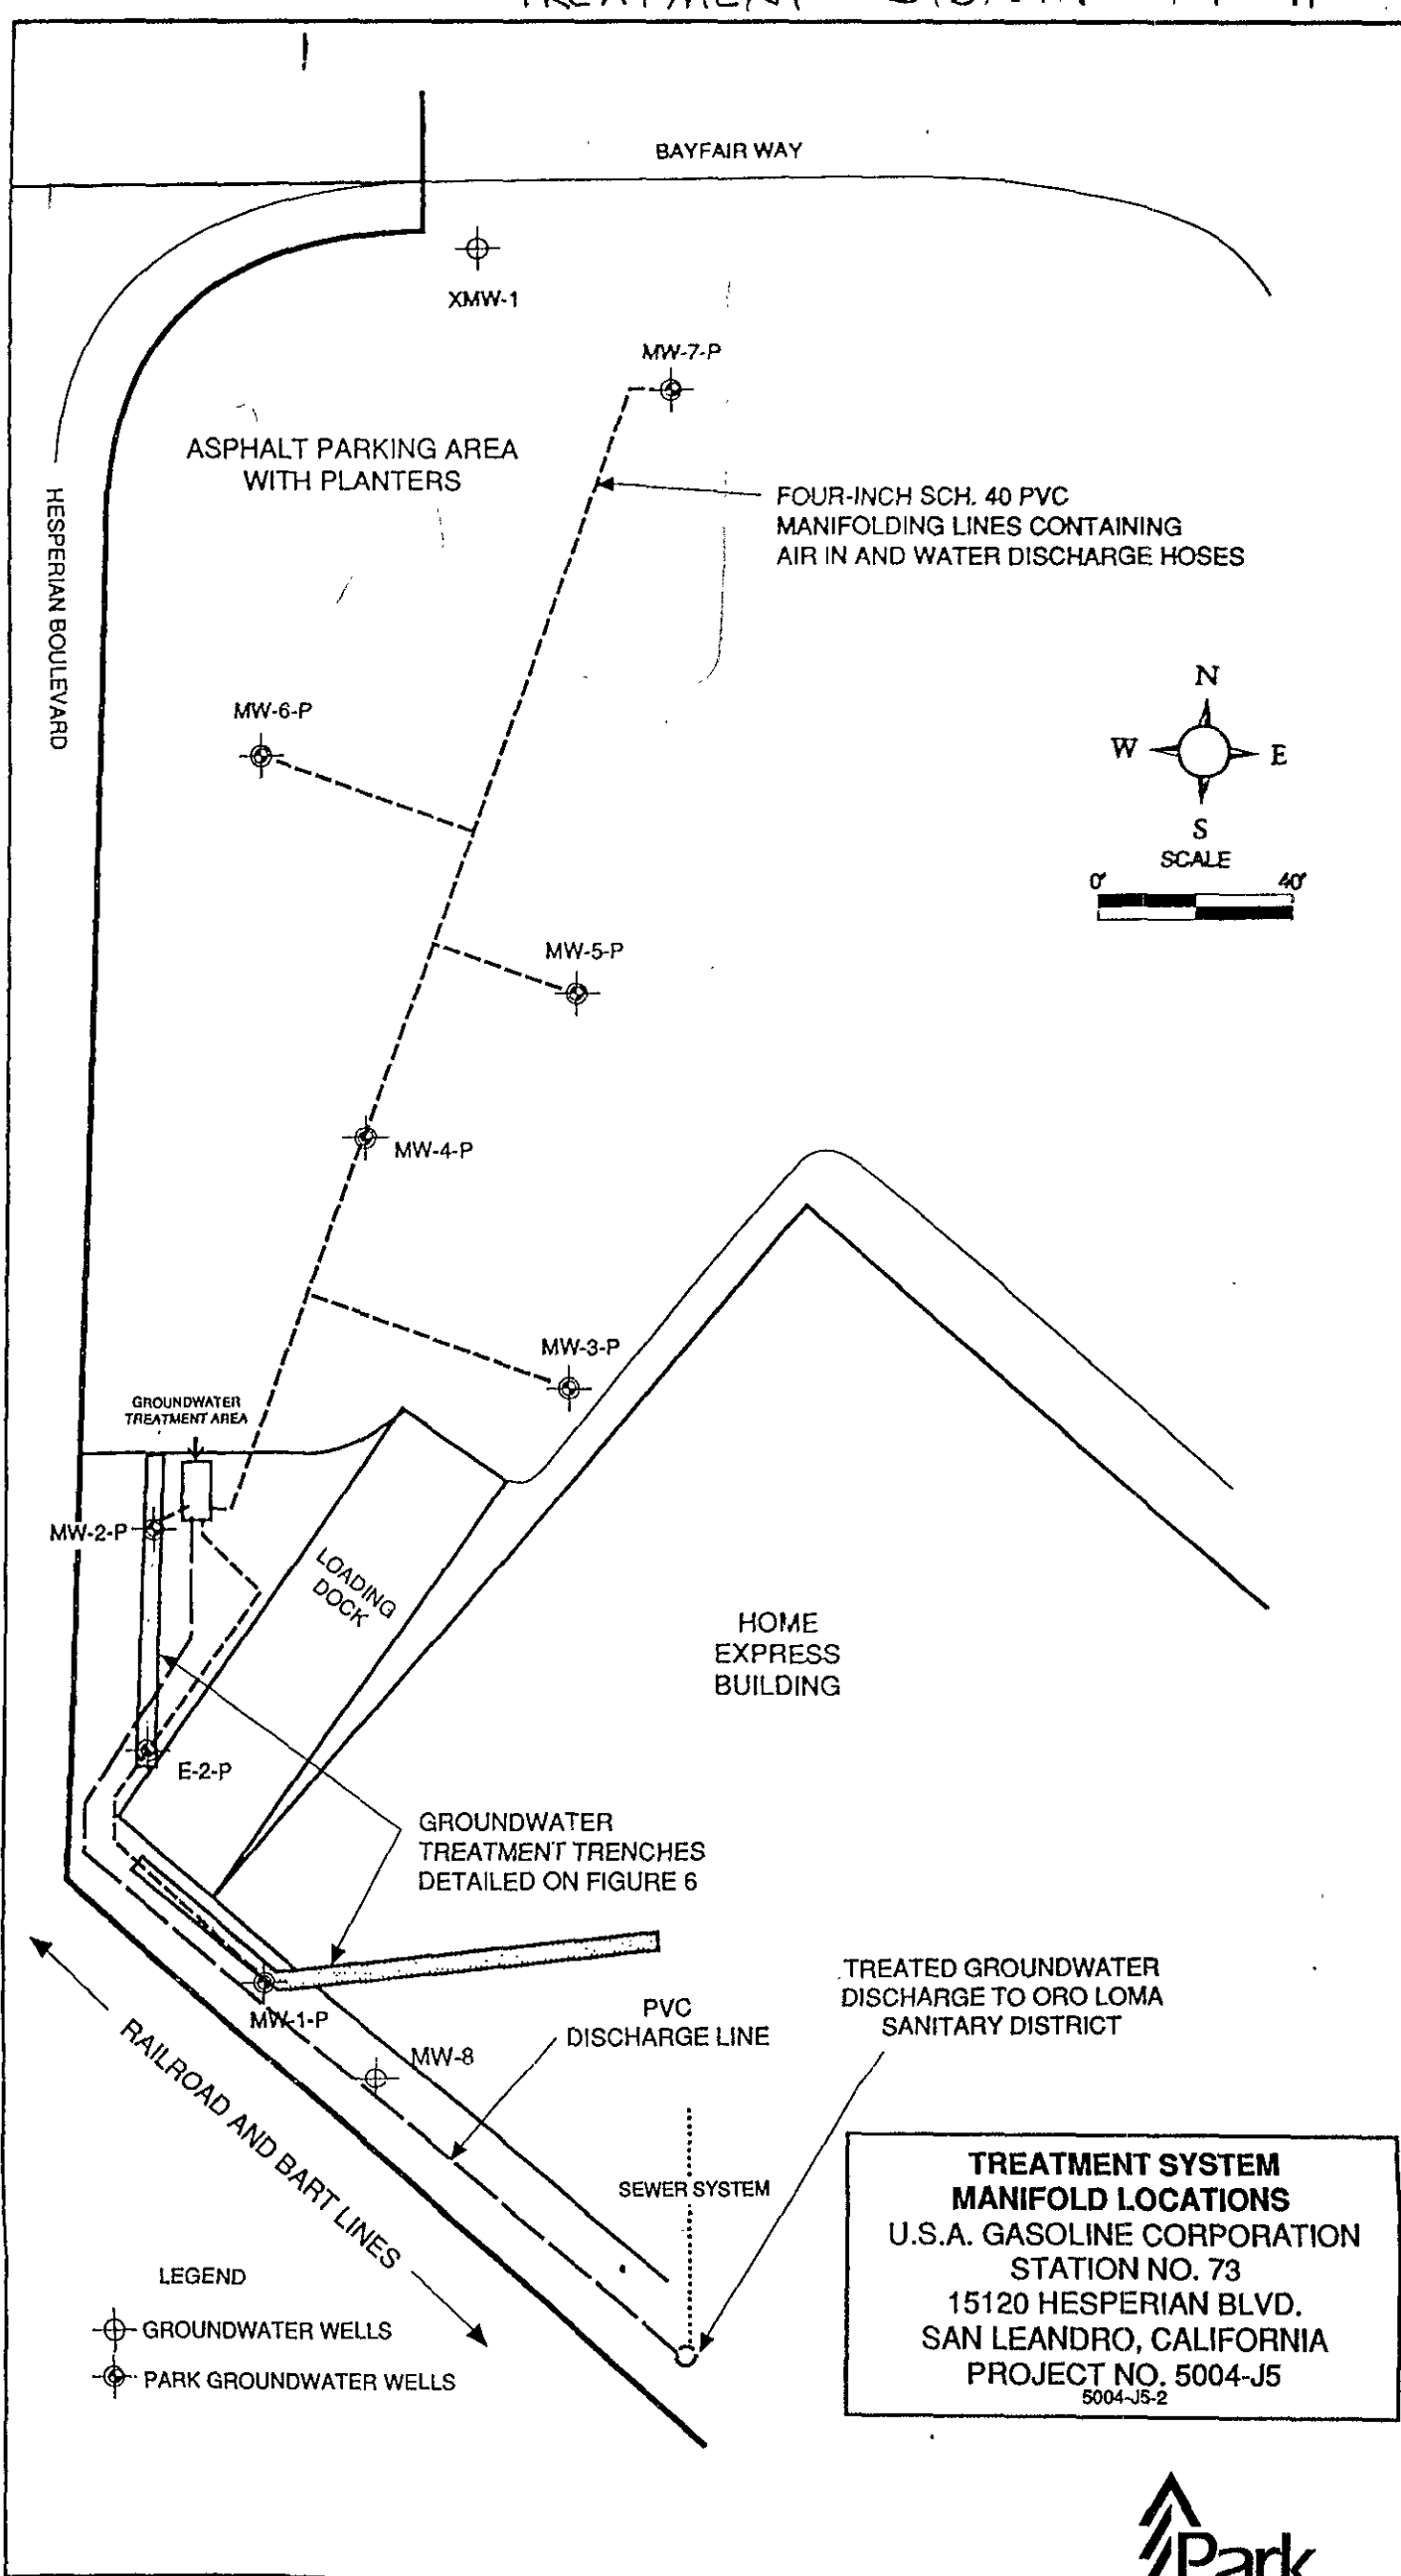 TREATMENT
BAYFAIR WAY
XMW-1
MW-7-P
ASPHALT PARKING AREA
WITH PLANTERS
FOUR-INCH SCH. 40 PVC
MANIFOLDING LINES CONTAINING
AIR IN AND WATER DISCHARGE HOSES
HESPERIAN BOULEVARD
N
W E
S
SCALE
0' 40'
MW-6-P
MW-5-P
MW-4-P
MW-3-P
GROUNDWATER
TREATMENT AREA
MW-2-P
LOADING
DOCK
HOME
EXPRESS
BUILDING
E-2-P
GROUNDWATER
TREATMENT TRENCHES
DETAILED ON FIGURE 6
TREATED GROUNDWATER
DISCHARGE TO ORO LOMA
SANITARY DISTRICT
MW-1-P
PVC
DISCHARGE LINE
MW-8
RAILROAD AND BART LINES
SEWER SYSTEM
LEGEND
GROUNDWATER WELLS
PARK GROUNDWATER WELLS
TREATMENT SYSTEM
MANIFOLD LOCATIONS
U.S.A. GASOLINE CORPORATION
STATION NO. 73
15120 HESPERIAN BLVD.
SAN LEANDRO, CALIFORNIA
PROJECT NO. 5004-J5
5004-J5-2
Park